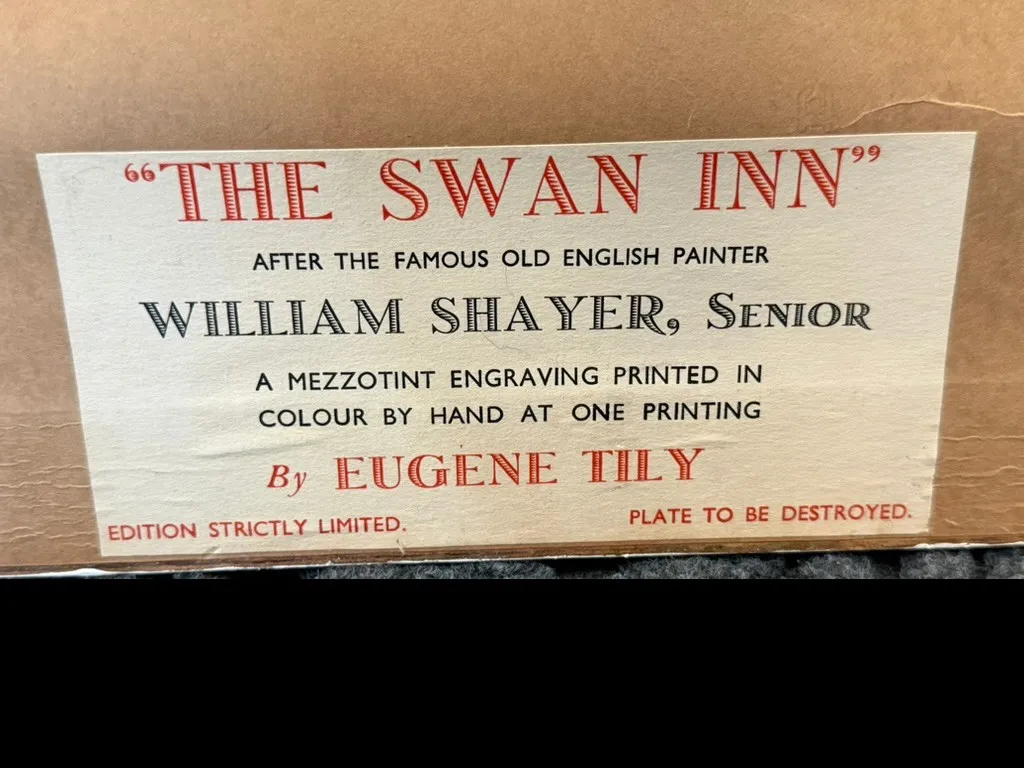 “THE SWAN INN”
AFTER THE FAMOUS OLD ENGLISH PAINTER
WILLIAM SHAYER, SENIOR
A MEZZOTINT ENGRAVING PRINTED IN
COLOUR BY HAND AT ONE PRINTING
By EUGENE TILY
EDITION STRICTLY LIMITED. PLATE TO BE DESTROYED.